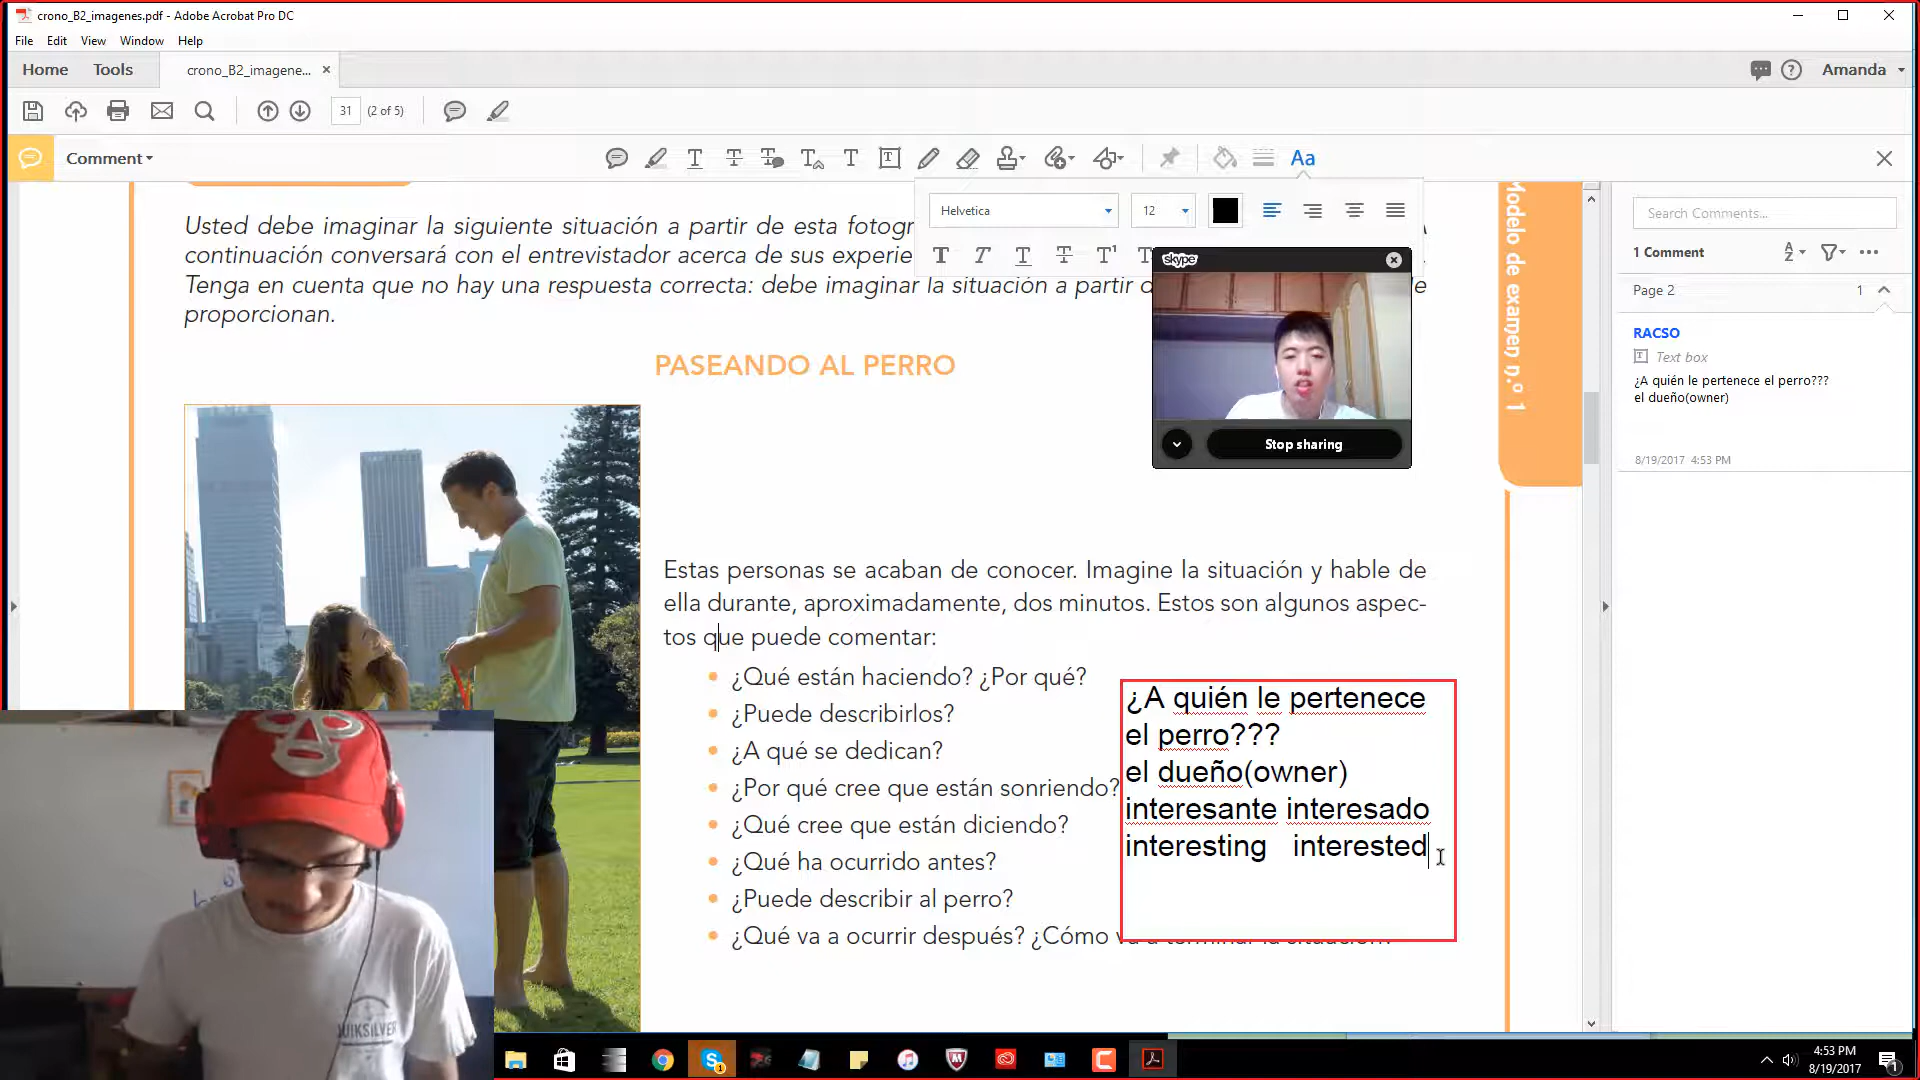 crono_B2_imagenes.pdf - Adobe Acrobat Pro DC
File Edit View Window Help
Home Tools crono_B2_imagene... ×
Amanda
31 (2 of 5)
Comment
Aa
Helvetica 12
Search Comments...
1 Comment
Page 2 1
RACSO
Text box
¿A quién le pertenece el perro???
el dueño(owner)
8/19/2017 4:53 PM
Usted debe imaginar la siguiente situación a partir de esta fotogr
continuación conversará con el entrevistador acerca de sus experie
Tenga en cuenta que no hay una respuesta correcta: debe imaginar la situación a partir d
proporcionan.
Modelo de examen n.º 1
skype
Stop sharing
PASEANDO AL PERRO
Estas personas se acaban de conocer. Imagine la situación y hable de
ella durante, aproximadamente, dos minutos. Estos son algunos aspec-
tos que puede comentar:
¿Qué están haciendo? ¿Por qué?
¿Puede describirlos?
¿A qué se dedican?
¿Por qué cree que están sonriendo?
¿Qué cree que están diciendo?
¿Qué ha ocurrido antes?
¿Puede describir al perro?
¿Qué va a ocurrir después? ¿Cómo
¿A quién le pertenece
el perro???
el dueño(owner)
interesante interesado
interesting interested
QUIKSILVER
4:53 PM
8/19/2017